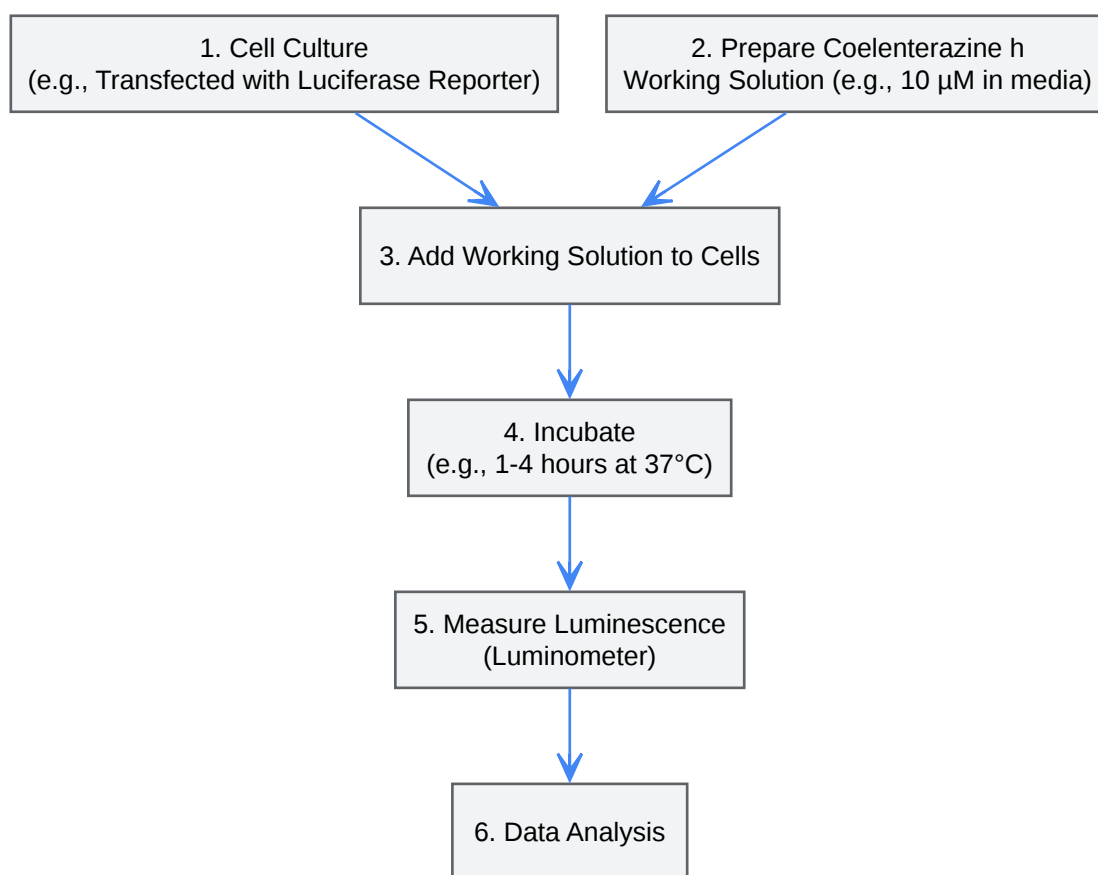 1. Cell Culture
(e.g., Transfected with Luciferase Reporter)
2. Prepare Coelenterazine h
Working Solution (e.g., 10 µM in media)
3. Add Working Solution to Cells
4. Incubate
(e.g., 1-4 hours at 37°C)
5. Measure Luminescence
(Luminometer)
6. Data Analysis